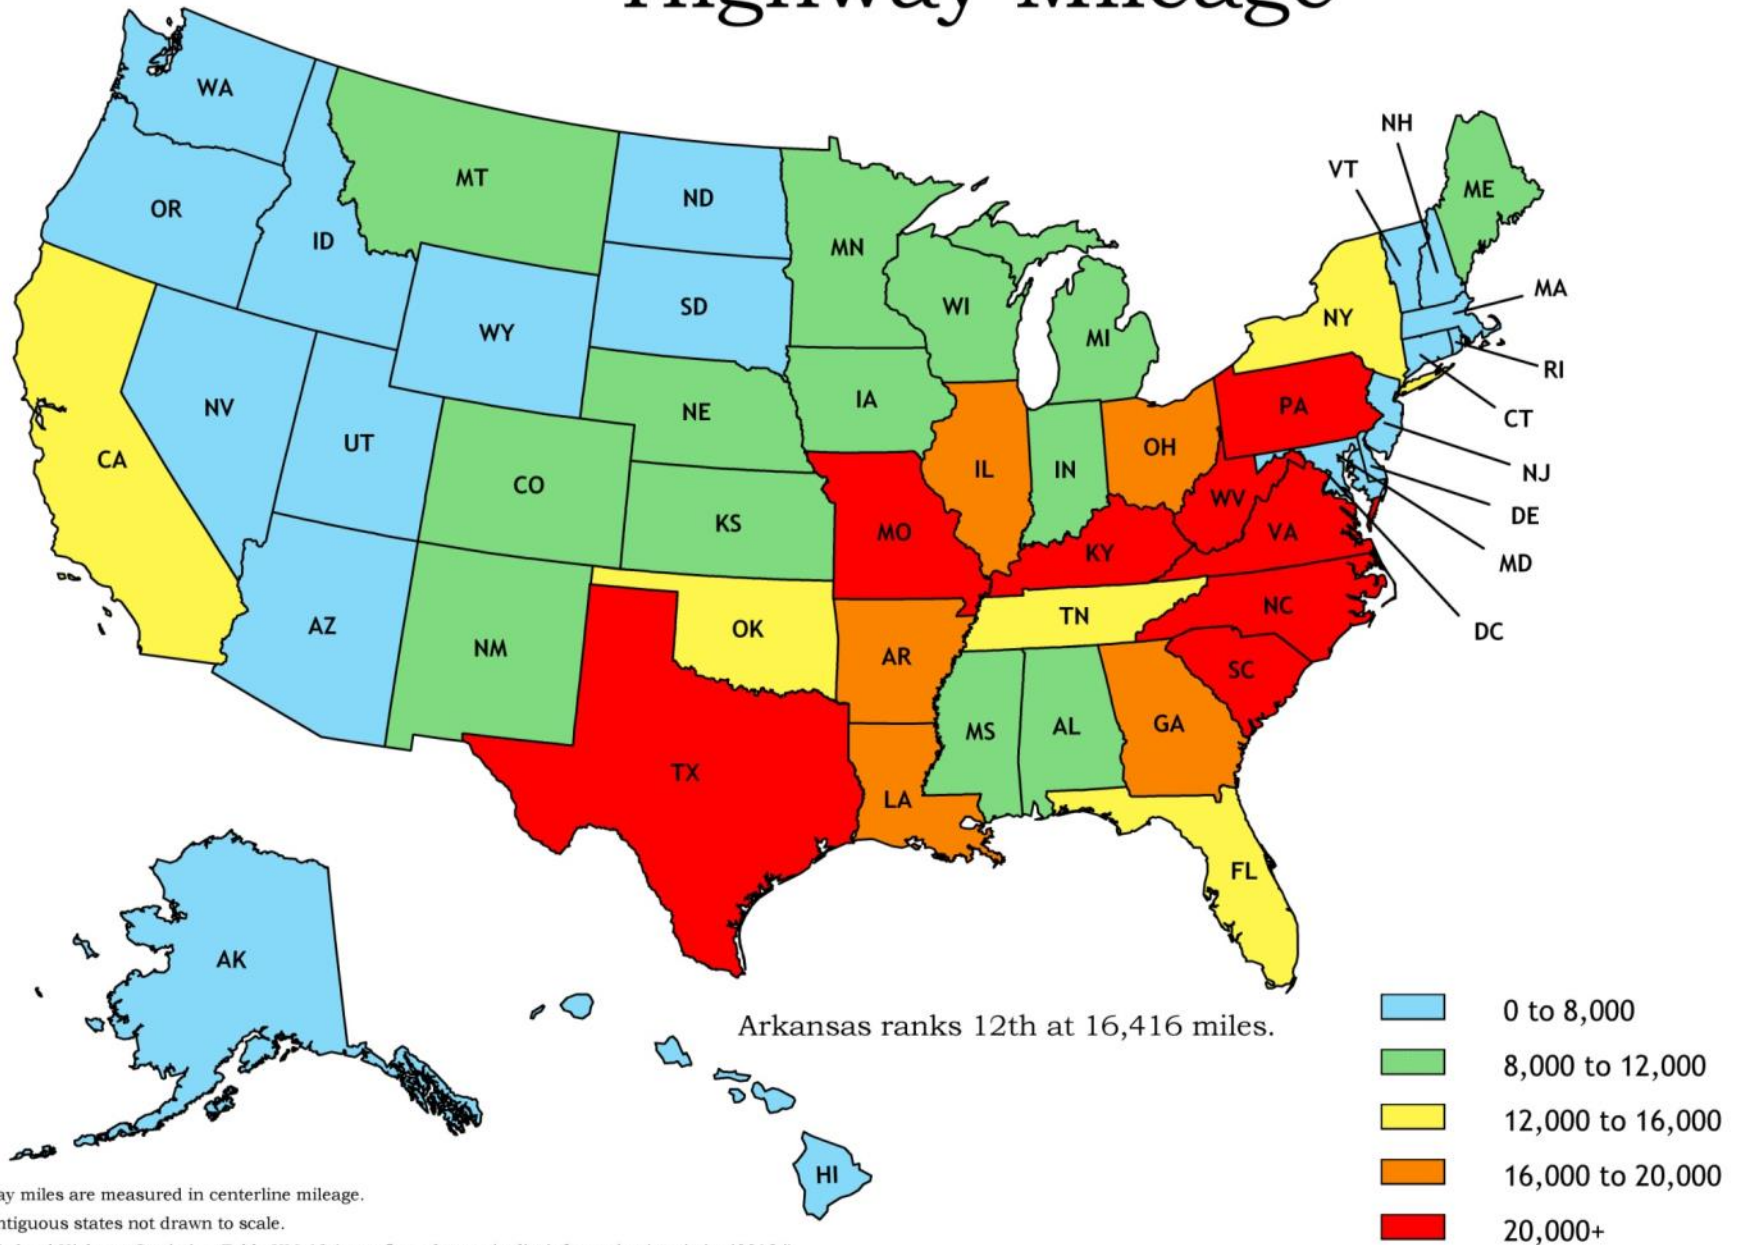 Highway Mileage
WA
OR
ID
MT
ND
MN
SD
WY
NV
UT
CA
CO
NE
IA
WI
MI
KS
MO
IL
IN
OH
PA
NY
VT
NH
ME
MA
RI
CT
NJ
DE
MD
DC
WV
VA
KY
NC
TN
SC
AZ
NM
OK
AR
TX
LA
MS
AL
GA
FL
AK
HI
Arkansas ranks 12th at 16,416 miles.
0 to 8,000
8,000 to 12,000
12,000 to 16,000
16,000 to 20,000
20,000+
ay miles are measured in centerline mileage.
ntiguous states not drawn to scale.